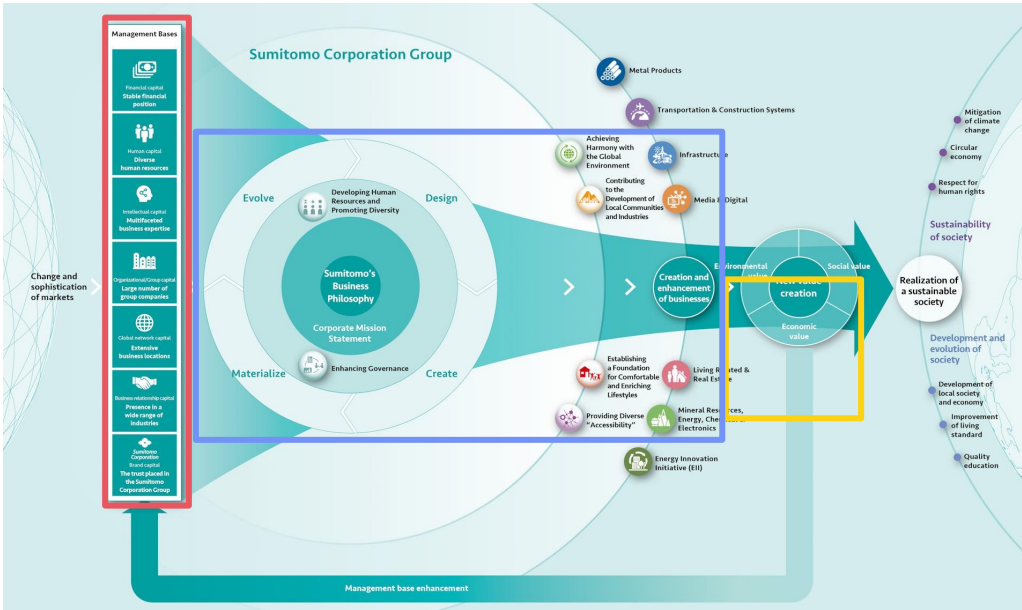 Management Bases
Financial capital
Stable financial
position
Human capital
Diverse
human resources
Intellectual capital
Multifaceted
business expertise
Organizational/Group capital
Large number of
group companies
Global network capital
Extensive
business locations
Business relationship capital
Presence in a
wide range of
industries
Sumitomo
Corporation
Brand capital
The trust placed in
the Sumitomo
Corporation Group
Change and
sophistication
of markets
Sumitomo Corporation Group
Evolve
Design
Materialize
Create
Developing Human
Resources and
Promoting Diversity
Sumitomo's
Business
Philosophy
Corporate Mission
Statement
Enhancing Governance
Metal Products
Transportation & Construction Systems
Achieving
Harmony with
the Global
Environment
Infrastructure
Contributing
to the
Development of
Local Communities
and Industries
Media & Digital
Creation and
enhancement
of businesses
Establishing
a Foundation
for Comfortable
and Enriching
Lifestyles
Living Related &
Real Estate
Providing Diverse
"Accessibility"
Mineral Resources,
Energy, Chemical &
Electronics
Energy Innovation
Initiative (EII)
Environmental
value
Social value
New value
creation
Economic
value
Realization of
a sustainable
society
Mitigation
of climate
change
Circular
economy
Respect for
human rights
Sustainability
of society
Development and
evolution of
society
Development of
local society
and economy
Improvement
of living
standard
Quality
education
Management base enhancement